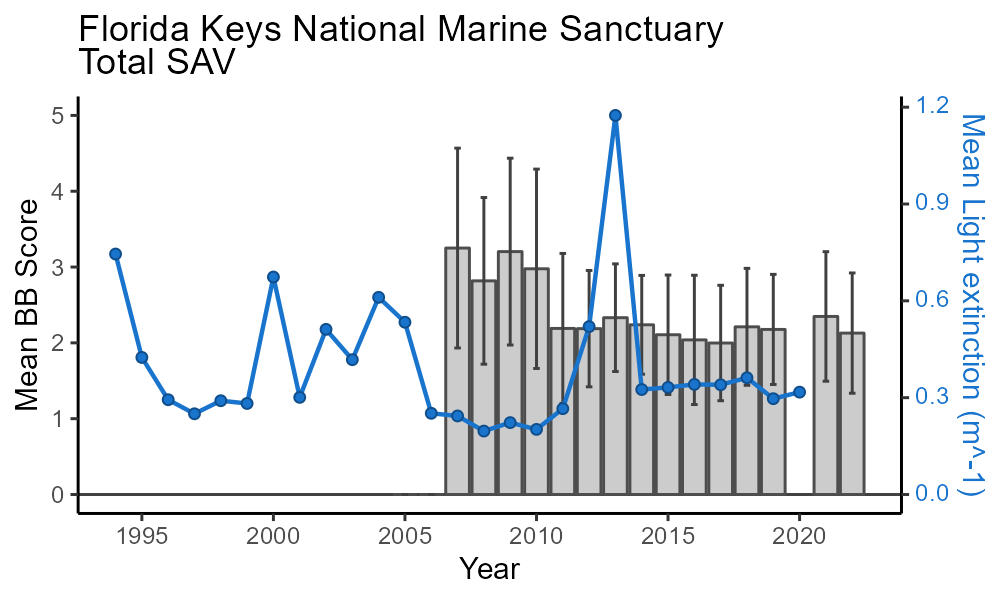 Florida Keys National Marine Sanctuary
Total SAV
5
4
3
2
1
0
Mean BB Score
1.2
0.9
0.6
0.3
0.0
Mean Light extinction (m^-1)
1995 2000 2005 2010 2015 2020
Year